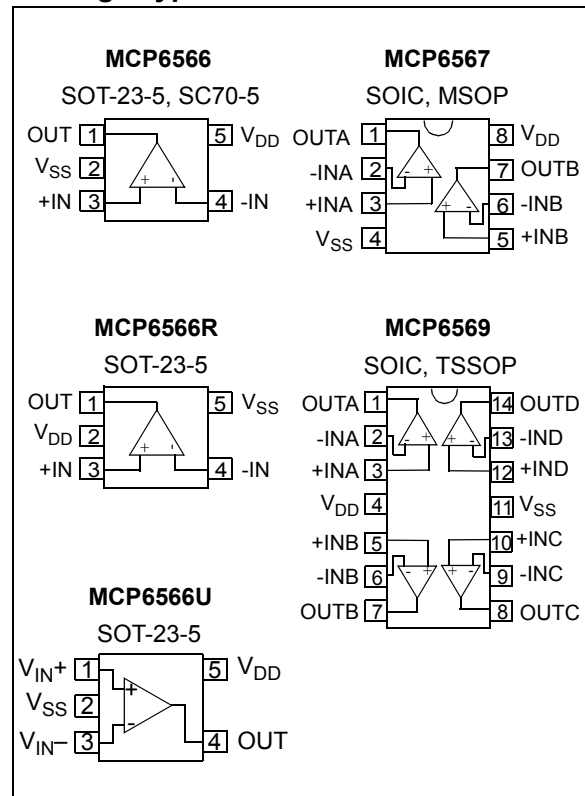 MCP6566
SOT-23-5, SC70-5
OUT 1 5 VDD
VSS 2
+IN 3 4 -IN
+ -
MCP6567
SOIC, MSOP
OUTA 1 8 VDD
-INA 2 7 OUTB
+INA 3 6 -INB
VSS 4 5 +INB
- +
+ -
MCP6566R
SOT-23-5
OUT 1 5 VSS
VDD 2
+IN 3 4 -IN
+ -
MCP6569
SOIC, TSSOP
OUTA 1 14 OUTD
-INA 2 13 -IND
+INA 3 12 +IND
VDD 4 11 VSS
+INB 5 10 +INC
-INB 6 9 -INC
OUTB 7 8 OUTC
- + + -
- + + -
MCP6566U
SOT-23-5
VIN+ 1 5 VDD
VSS 2
VIN– 3 4 OUT
+
-